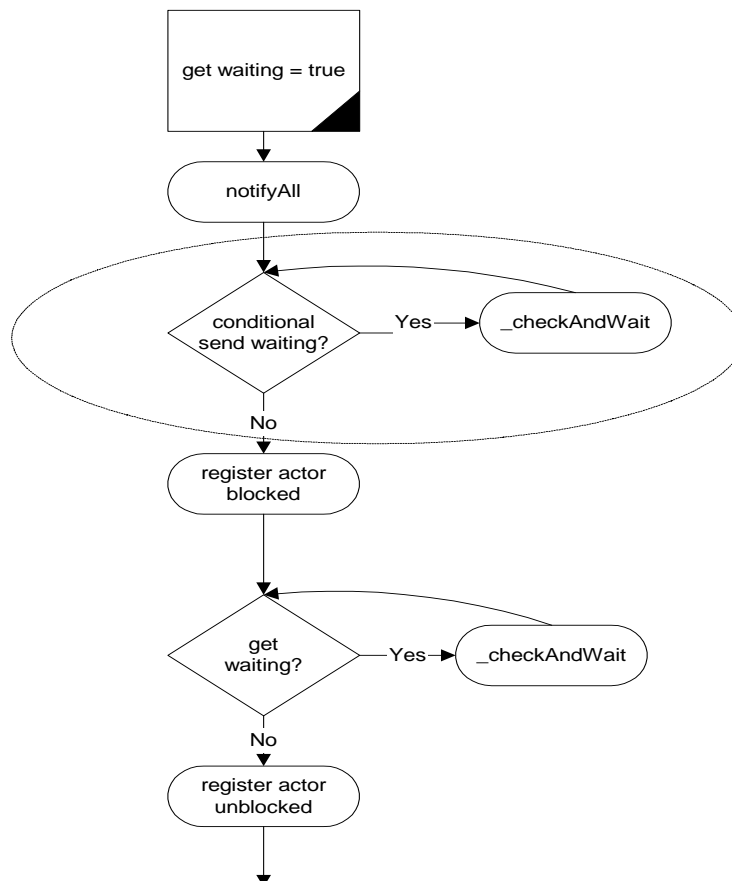 get waiting = true
notifyAll
conditional
send waiting?
Yes
_checkAndWait
No
register actor
blocked
get
waiting?
Yes
_checkAndWait
No
register actor
unblocked